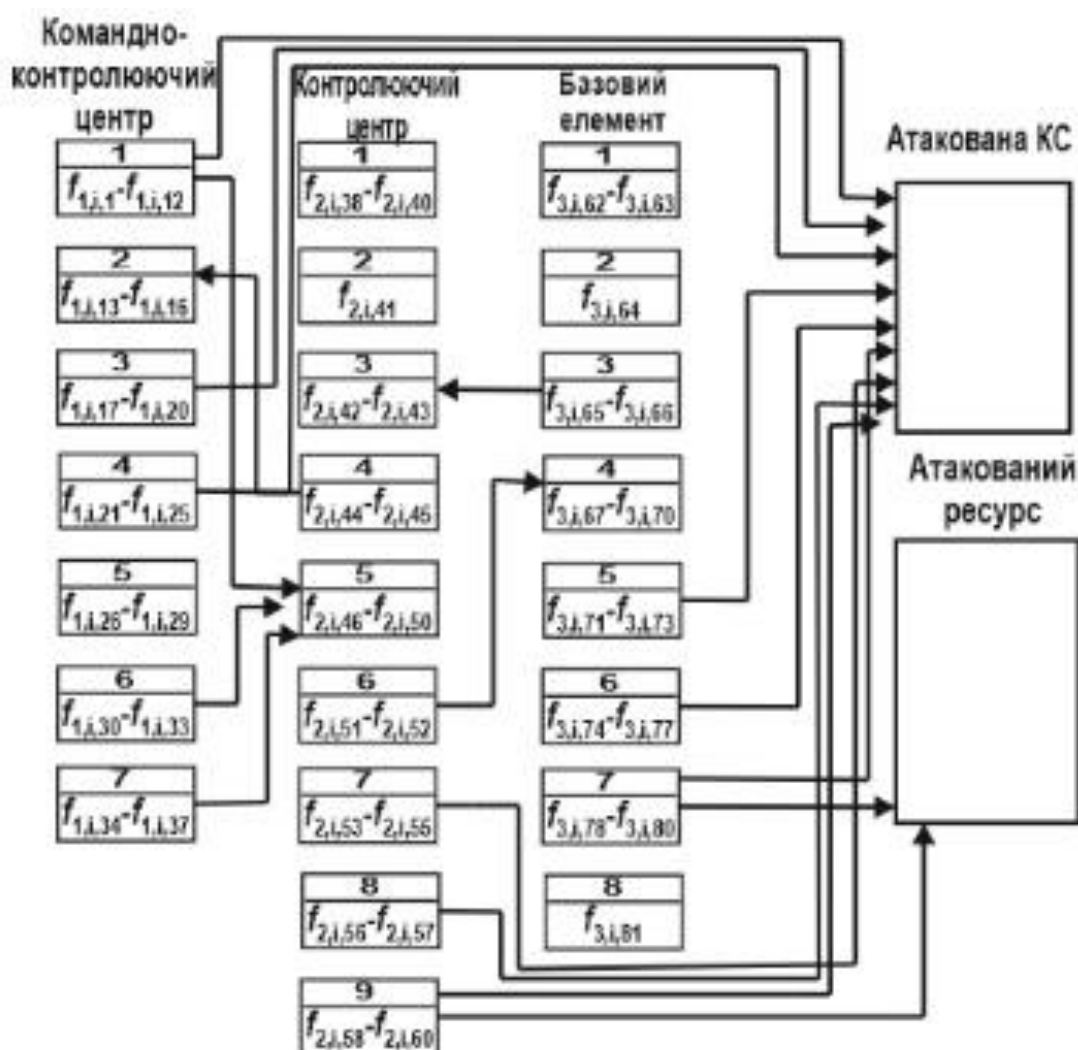 Командно-
контролюючий
центр
1
f1,i,1-f1,i,12
2
f1,i,13-f1,i,16
3
f1,i,17-f1,i,20
4
f1,i,21-f1,i,25
5
f1,i,26-f1,i,29
6
f1,i,30-f1,i,33
7
f1,i,34-f1,i,37
Контролюючий
центр
1
f2,i,38-f2,i,40
2
f2,i,41
3
f2,i,42-f2,i,43
4
f2,i,44-f2,i,45
5
f2,i,46-f2,i,50
6
f2,i,51-f2,i,52
7
f2,i,53-f2,i,55
8
f2,i,56-f2,i,57
9
f2,i,58-f2,i,60
Базовий
елемент
1
f3,i,62-f3,i,63
2
f3,i,64
3
f3,i,65-f3,i,66
4
f3,i,67-f3,i,70
5
f3,i,71-f3,i,73
6
f3,i,74-f3,i,77
7
f3,i,78-f3,i,80
8
f3,i,81
Атакована КС
Атакований
ресурс